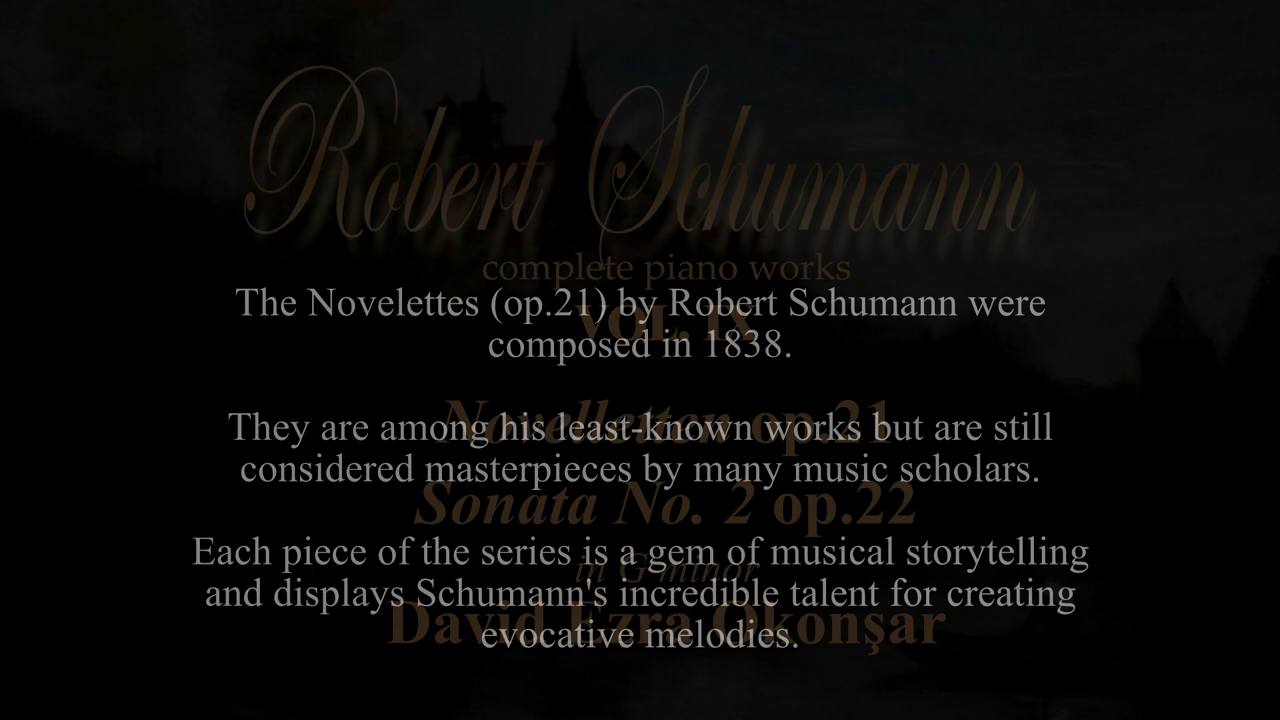 Robert Schumann
complete piano works
VOL. IX
The Novelettes (op.21) by Robert Schumann were
composed in 1838.
Novelletten op.21
They are among his least-known works but are still
considered masterpieces by many music scholars.
Sonata No. 2 op.22
in G minor
Each piece of the series is a gem of musical storytelling
and displays Schumann's incredible talent for creating
evocative melodies.
David Ezra Okonşar